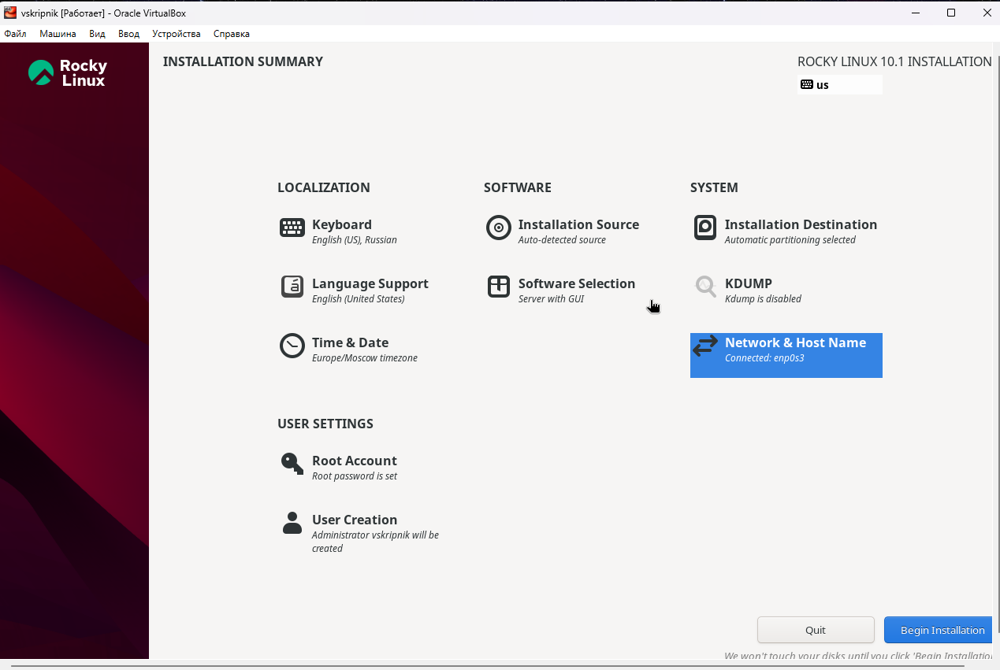 vskripnik [Работает] - Oracle VirtualBox
Файл Машина Вид Ввод Устройства Справка
Rocky
Linux
INSTALLATION SUMMARY
ROCKY LINUX 10.1 INSTALLATION
us
LOCALIZATION
Keyboard
English (US), Russian
Language Support
English (United States)
Time & Date
Europe/Moscow timezone
SOFTWARE
Installation Source
Auto-detected source
Software Selection
Server with GUI
SYSTEM
Installation Destination
Automatic partitioning selected
KDUMP
Kdump is disabled
Network & Host Name
Connected: enp0s3
USER SETTINGS
Root Account
Root password is set
User Creation
Administrator vskripnik will be
created
Quit
Begin Installation
We won't touch your disks until you click 'Begin Installatio